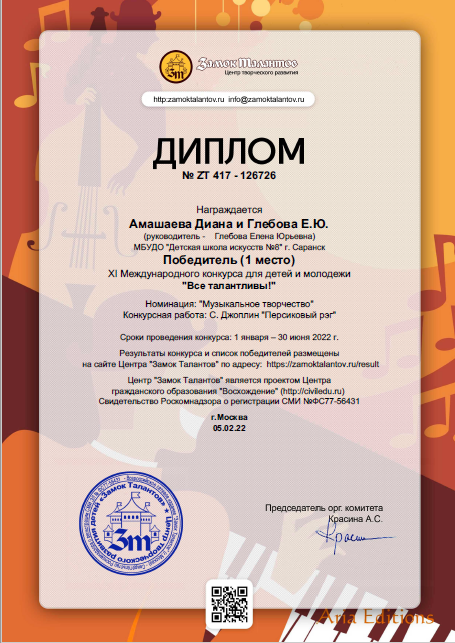 Замок Талантов
Центр творческого развития
http:zamoktalantov.ru info@zamoktalantov.ru
ДИПЛОМ
№ ZT 417 - 126726
Награждается
Амашаева Диана и Глебова Е.Ю.
(руководитель - Глебова Елена Юрьевна)
МБУДО "Детская школа искусств №8" г. Саранск
Победитель (1 место)
XI Международного конкурса для детей и молодежи
"Все талантливы!"
Номинация: "Музыкальное творчество"
Конкурсная работа: С. Джоплин "Персиковый рэг"
Сроки проведения конкурса: 1 января – 30 июня 2022 г.
Результаты конкурса и список победителей размещены
на сайте Центра "Замок Талантов" по адресу: https://zamoktalantov.ru/result
Центр "Замок Талантов" является проектом Центра
гражданского образования "Восхождение" (http://civiledu.ru)
Свидетельство Роскомнадзора о регистрации СМИ №ФС77-56431
г.Москва
05.02.22
Председатель орг. комитета
Красина А.С.
Центр творческого развития детей «Замок Талантов»
Зт
Aria Editions